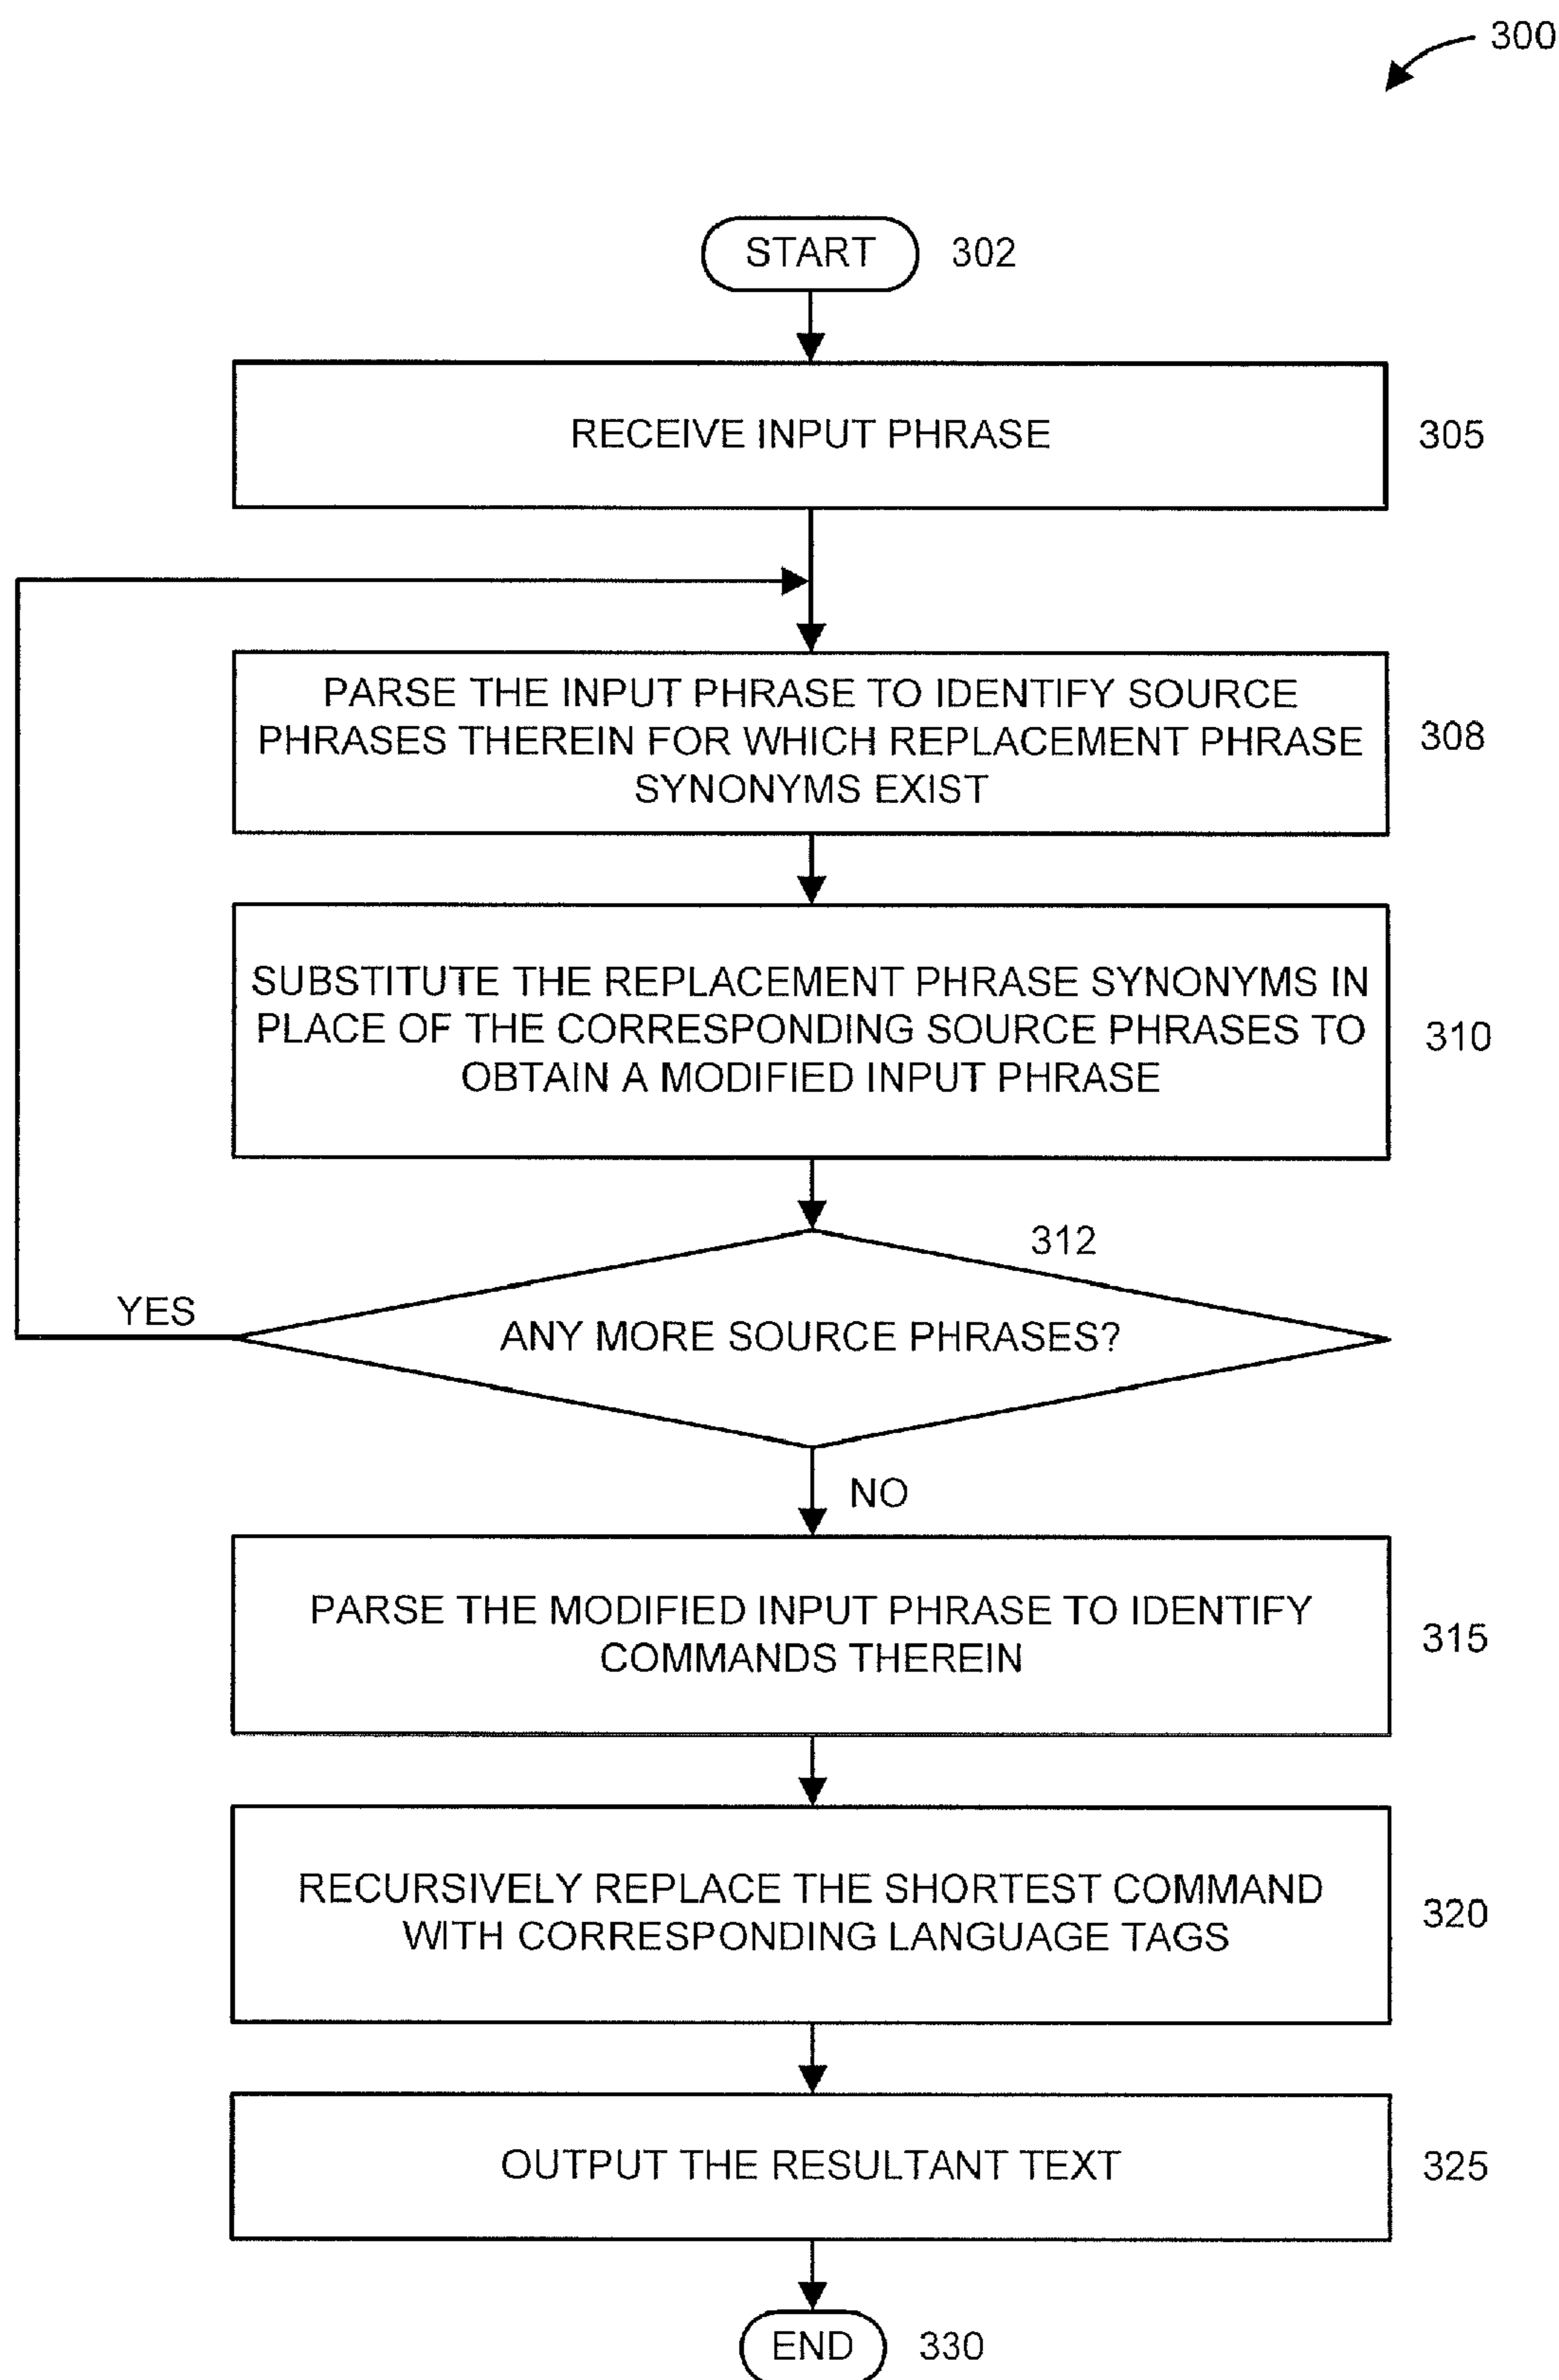 300
START 302
RECEIVE INPUT PHRASE 305
PARSE THE INPUT PHRASE TO IDENTIFY SOURCE
PHRASES THEREIN FOR WHICH REPLACEMENT PHRASE 308
SYNONYMS EXIST
SUBSTITUTE THE REPLACEMENT PHRASE SYNONYMS IN
PLACE OF THE CORRESPONDING SOURCE PHRASES TO 310
OBTAIN A MODIFIED INPUT PHRASE
312
YES
ANY MORE SOURCE PHRASES?
NO
PARSE THE MODIFIED INPUT PHRASE TO IDENTIFY
COMMANDS THEREIN
315
RECURSIVELY REPLACE THE SHORTEST COMMAND
WITH CORRESPONDING LANGUAGE TAGS
320
OUTPUT THE RESULTANT TEXT 325
END 330